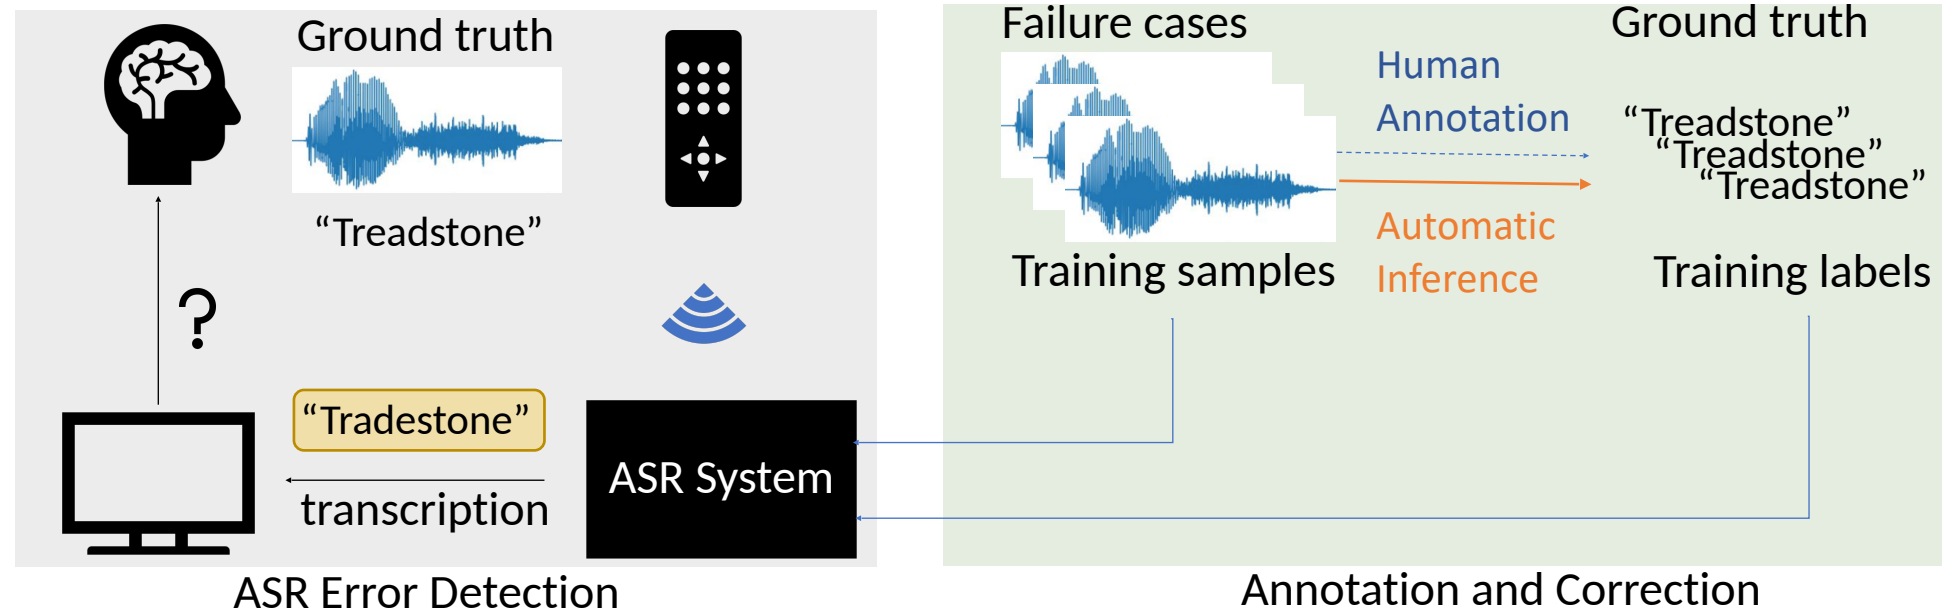 Ground truth
“Treadstone”
?
“Tradestone”
transcription
ASR System
ASR Error Detection
Failure cases
Training samples
Human
Annotation
Automatic
Inference
Ground truth
“Treadstone”
“Treadstone”
“Treadstone”
Training labels
Annotation and Correction